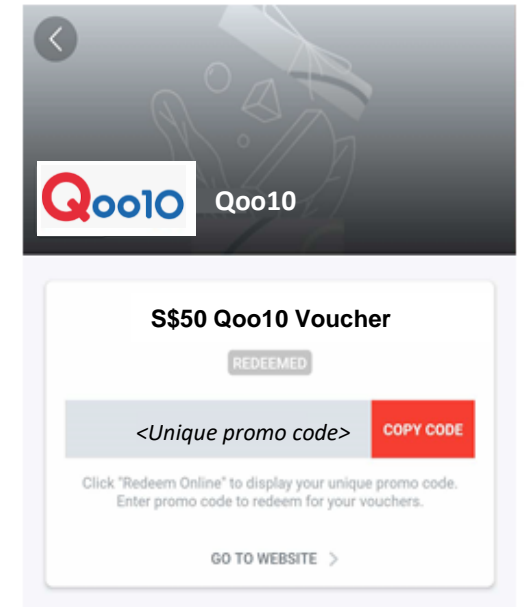 Qoo10
Qoo10
S$50 Qoo10 Voucher
REDEEMED
<Unique promo code>
COPY CODE
Click "Redeem Online" to display your unique promo code.
Enter promo code to redeem for your vouchers.
GO TO WEBSITE